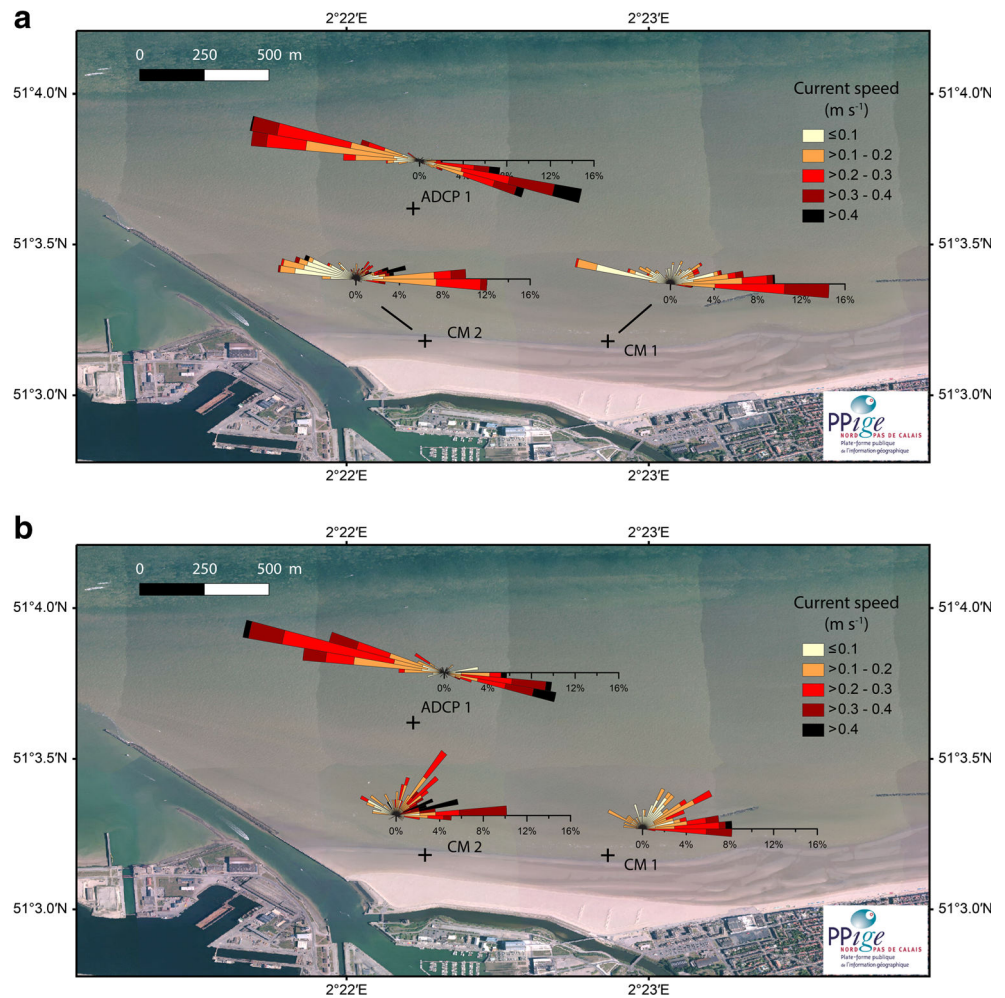 a
2°22′E 2°23′E
0 250 500 m
Current speed
(m s⁻¹)
≤0.1
>0.1 - 0.2
>0.2 - 0.3
>0.3 - 0.4
>0.4
51°4.0′N 51°4.0′N
0% 4% 8% 12% 16%
ADCP 1
51°3.5′N 51°3.5′N
0% 4% 8% 12% 16%
0% 4% 8% 12% 16%
CM 2
CM 1
51°3.0′N 51°3.0′N
PPige
NORD PAS DE CALAIS
Plate-forme publique
de l'information géographique
2°22′E 2°23′E
b
2°22′E 2°23′E
0 250 500 m
Current speed
(m s⁻¹)
≤0.1
>0.1 - 0.2
>0.2 - 0.3
>0.3 - 0.4
>0.4
51°4.0′N 51°4.0′N
0% 4% 8% 12% 16%
ADCP 1
51°3.5′N 51°3.5′N
0% 4% 8% 12% 16%
0% 4% 8% 12% 16%
CM 2
CM 1
51°3.0′N 51°3.0′N
PPige
NORD PAS DE CALAIS
Plate-forme publique
de l'information géographique
2°22′E 2°23′E